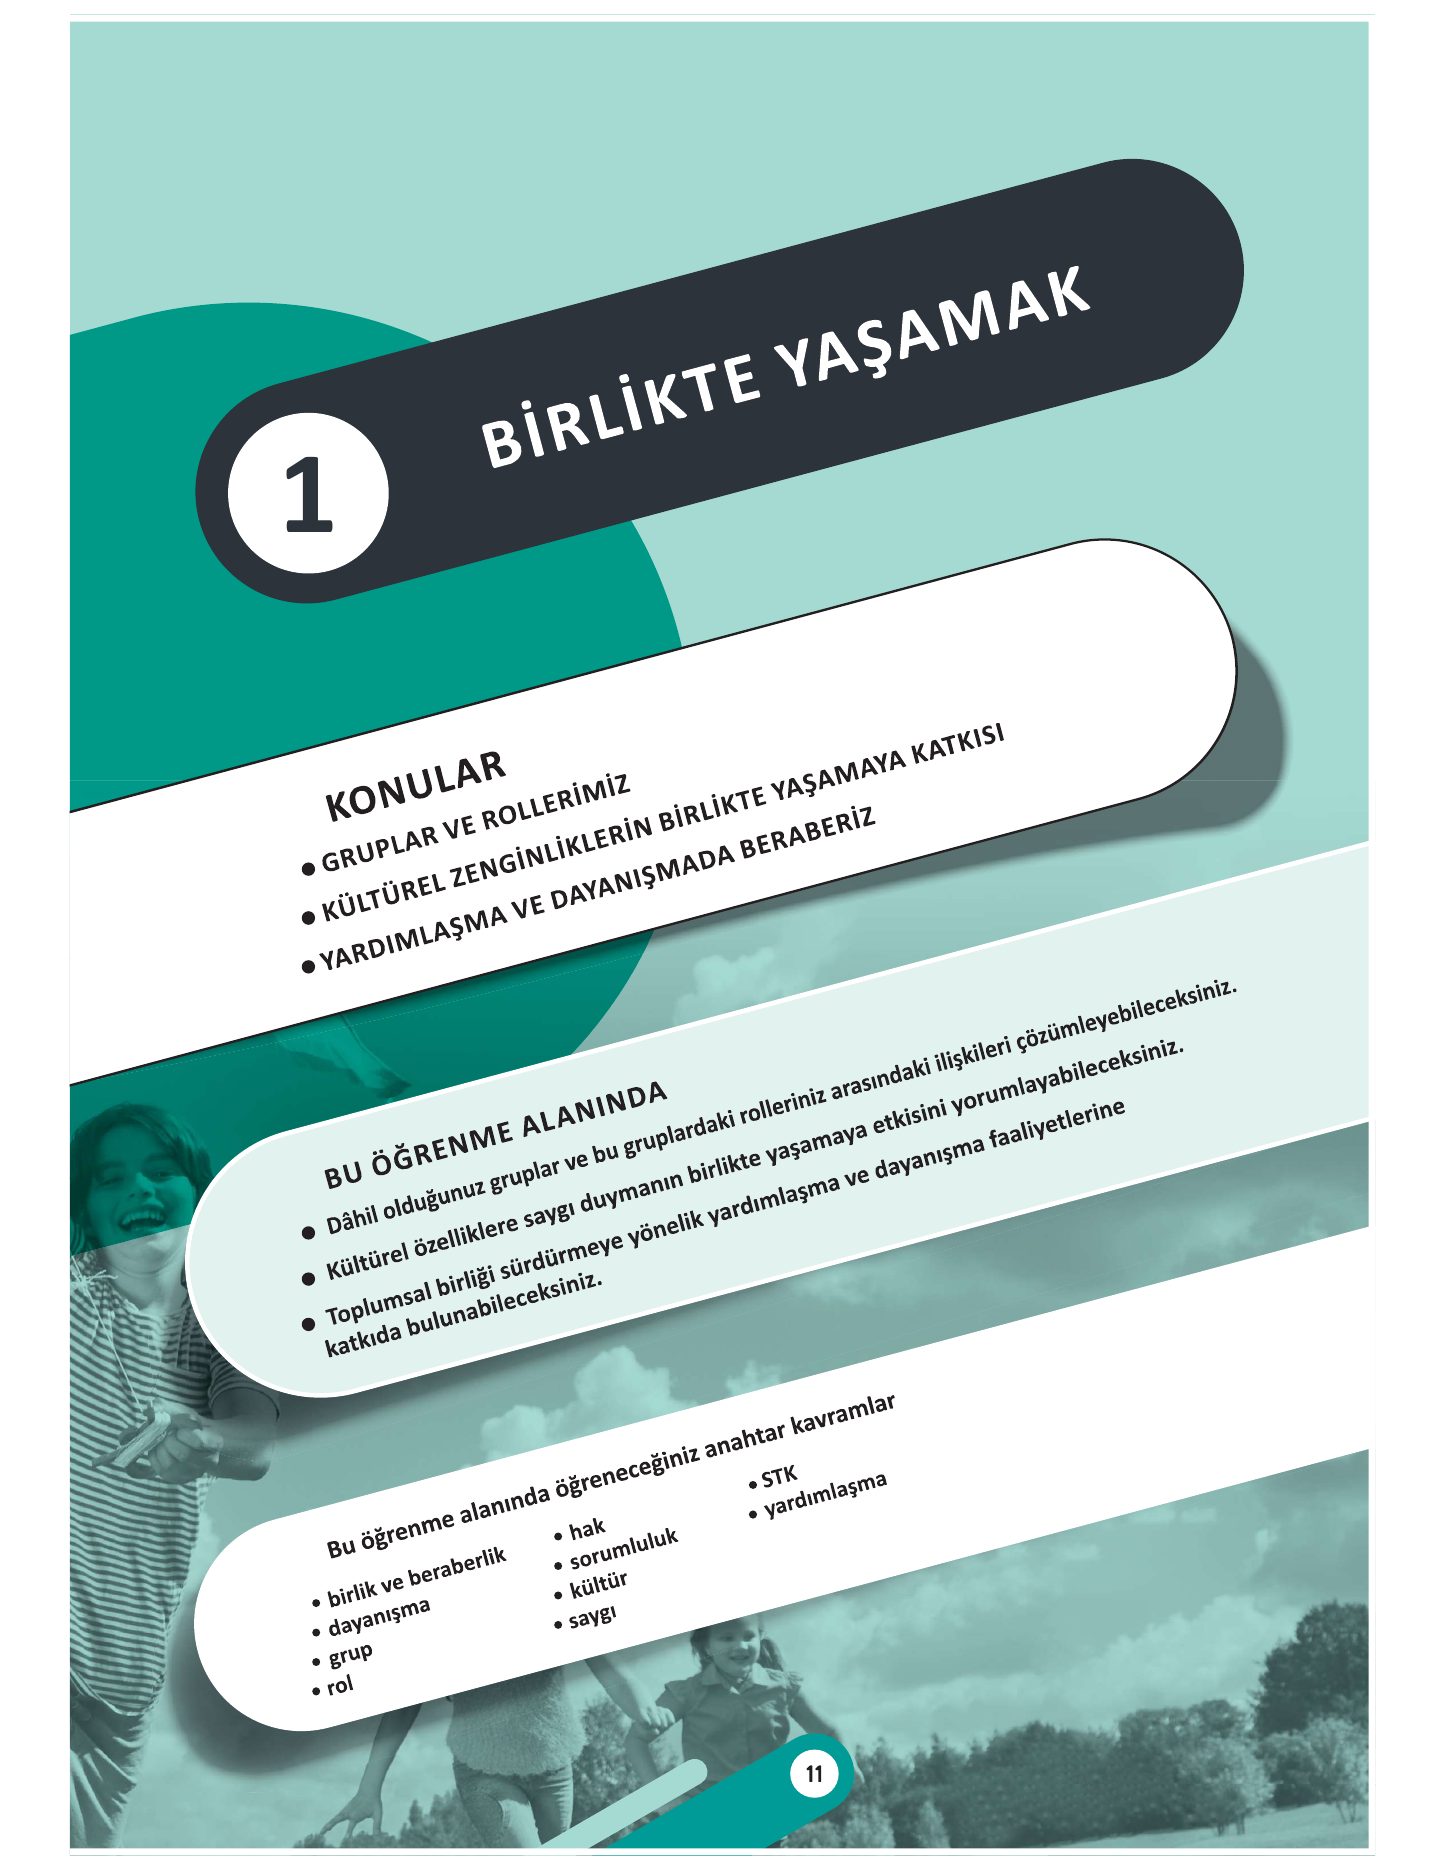 1
BİRLİKTE YAŞAMAK
KONULAR
● GRUPLAR VE ROLLERİMİZ
● KÜLTÜREL ZENGİNLİKLERİN BİRLİKTE YAŞAMAYA KATKISI
● YARDIMLAŞMA VE DAYANIŞMADA BERABERİZ
BU ÖĞRENME ALANINDA
● Dâhil olduğunuz gruplar ve bu gruplardaki rolleriniz arasındaki ilişkileri çözümleyebileceksiniz.
● Kültürel özelliklere saygı duymanın birlikte yaşamaya etkisini yorumlayabileceksiniz.
● Toplumsal birliği sürdürmeye yönelik yardımlaşma ve dayanışma faaliyetlerine
katkıda bulunabileceksiniz.
Bu öğrenme alanında öğreneceğiniz anahtar kavramlar
• birlik ve beraberlik
• dayanışma
• grup
• rol
• hak
• sorumluluk
• kültür
• saygı
• STK
• yardımlaşma
11